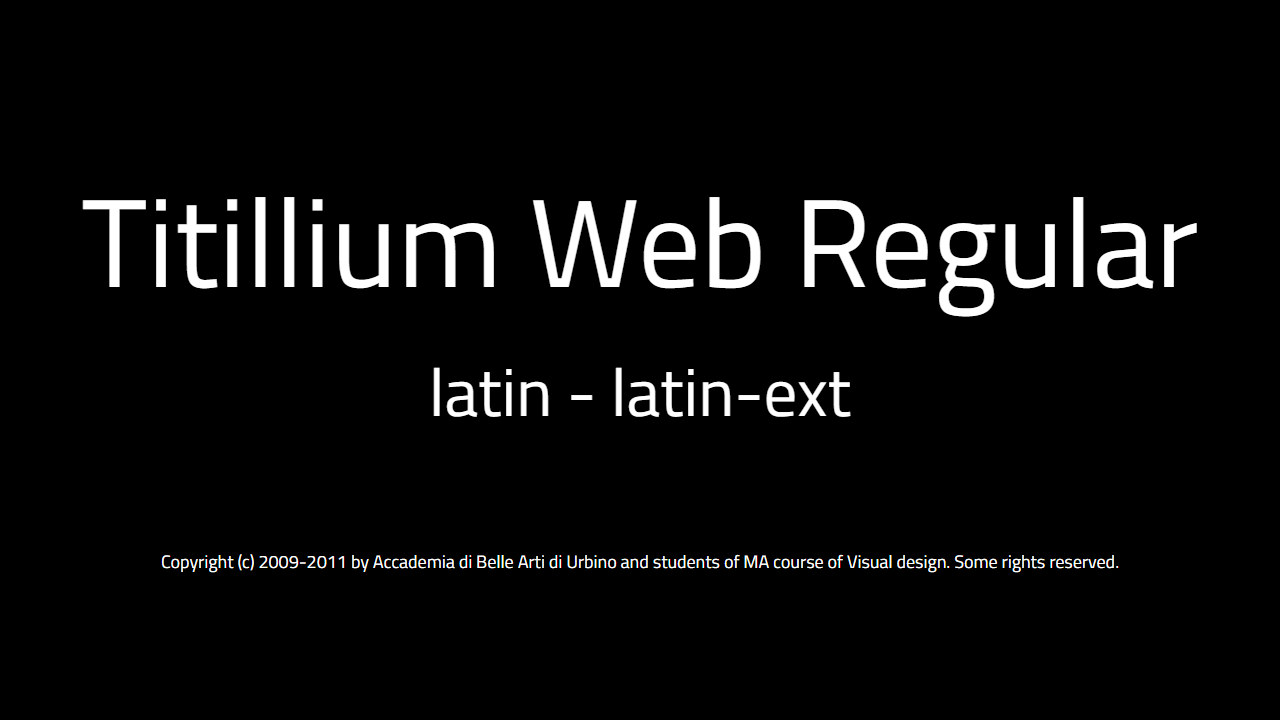 Titillium Web Regular
latin - latin-ext
Copyright (c) 2009-2011 by Accademia di Belle Arti di Urbino and students of MA course of Visual design. Some rights reserved.